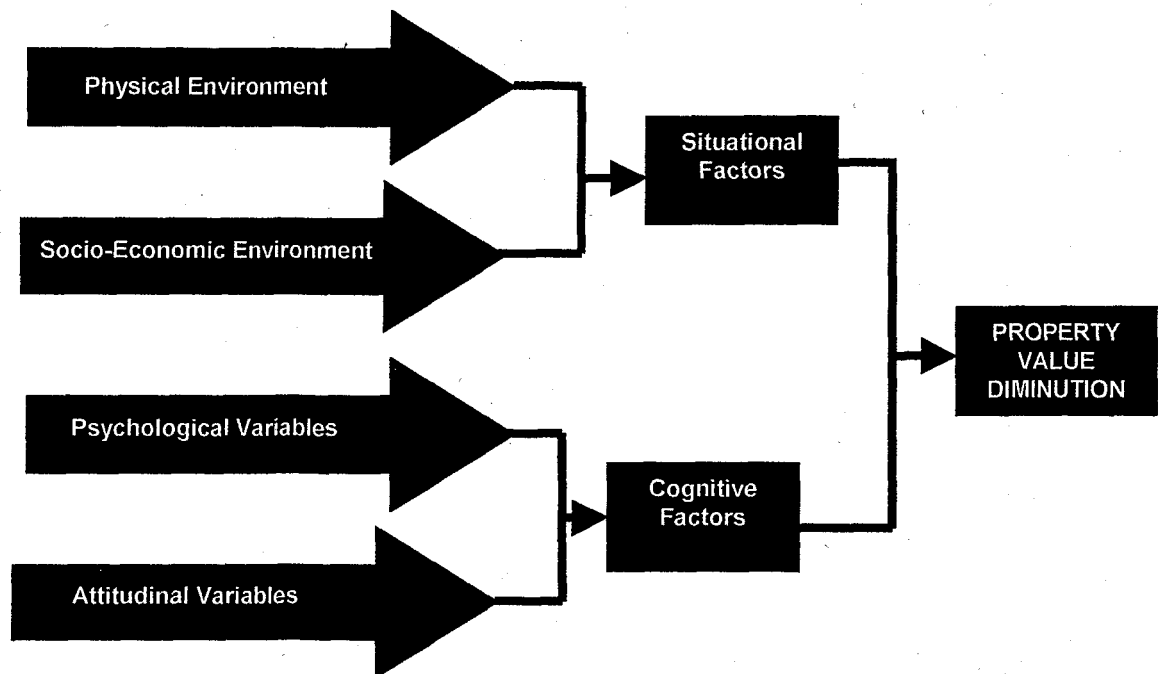 Physical Environment
Situational
Factors
Socio-Economic Environment
PROPERTY
VALUE
DIMINUTION
Psychological Variables
Cognitive
Factors
Attitudinal Variables